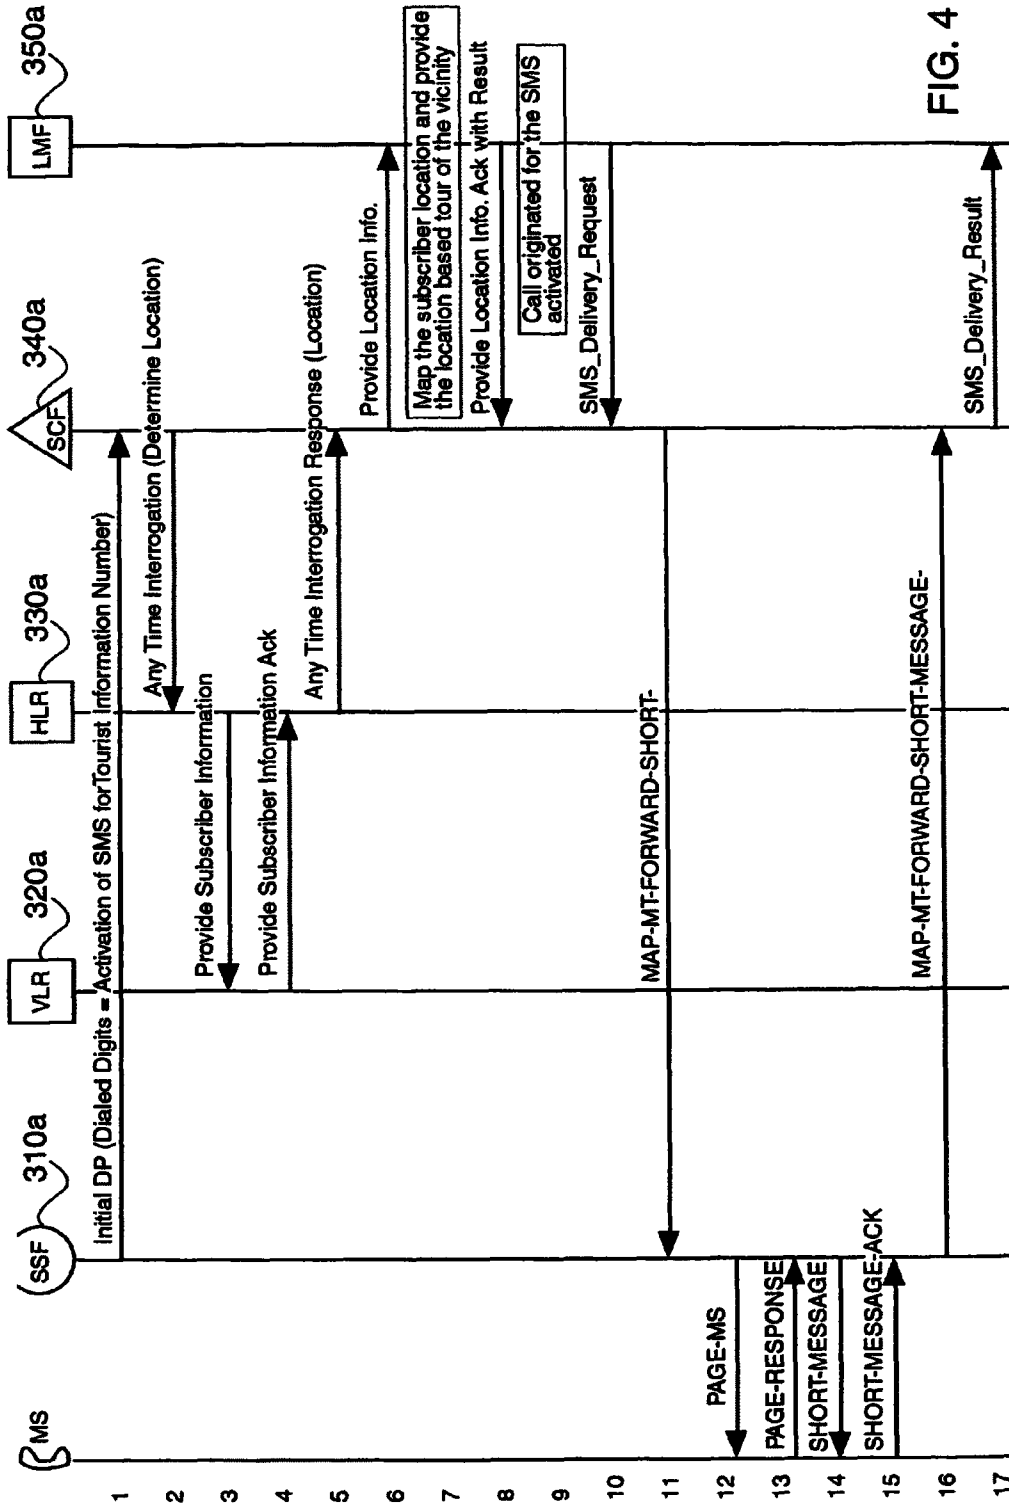 MS
SSF
310a
VLR
320a
HLR
330a
SCF
340a
LMF
350a
1
Initial DP (Dialed Digits = Activation of SMS for Tourist Information Number)
2
Any Time Interrogation (Determine Location)
3
Provide Subscriber Information
4
Provide Subscriber Information Ack
5
Any Time Interrogation Response (Location)
6
Provide Location Info.
7
Map the subscriber location and provide
the location based tour of the vicinity
8
Provide Location Info. Ack with Result
9
Call originated for the SMS
activated
10
SMS_Delivery_Request
11
MAP-MT-FORWARD-SHORT-
12
PAGE-MS
13
PAGE-RESPONSE
14
SHORT-MESSAGE
15
SHORT-MESSAGE-ACK
16
MAP-MT-FORWARD-SHORT-MESSAGE-
17
SMS_Delivery_Result
FIG. 4